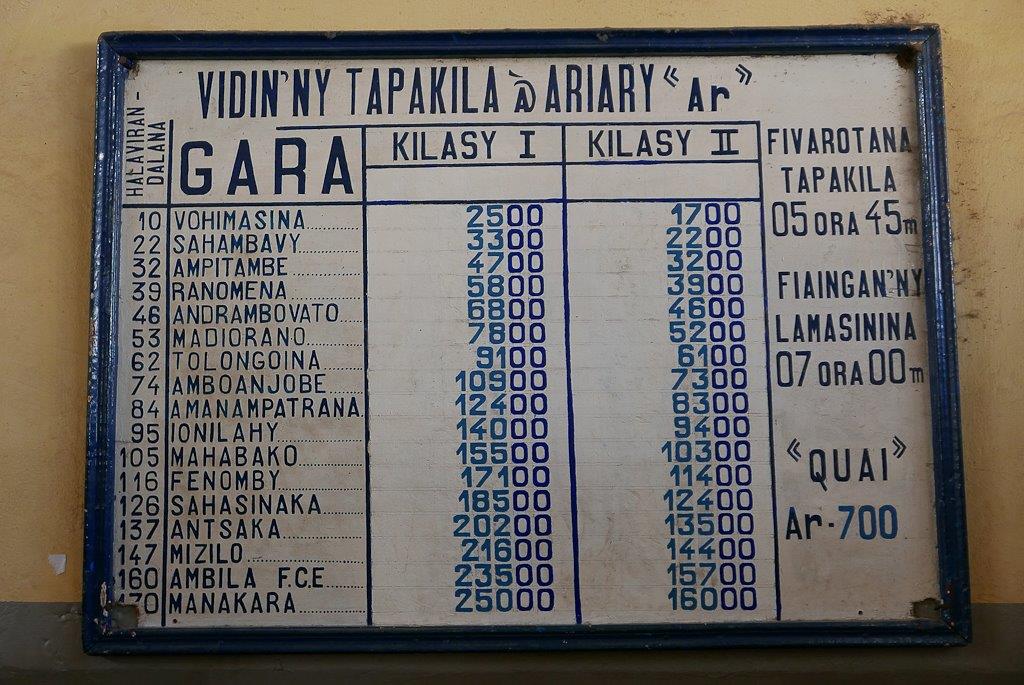 VIDIN'NY TAPAKILA à ARIARY «Ar»
HALAVIRAN-
DALANA
GARA
KILASY I KILASY II
10 VOHIMASINA 2500 1700
22 SAHAMBAVY 3300 2200
32 AMPITAMBE 4700 3200
39 RANOMENA 5800 3900
46 ANDRAMBOVATO 6800 4600
53 MADIORANO 7800 5200
62 TOLONGOINA 9100 6100
74 AMBOANJOBE 10900 7300
84 AMANAMPATRANA 12400 8300
95 IONILAHY 14000 9400
105 MAHABAKO 15500 10300
116 FENOMBY 17100 11400
126 SAHASINAKA 18500 12400
137 ANTSAKA 20200 13500
147 MIZILO 21600 14400
160 AMBILA F.C.E 23500 15700
170 MANAKARA 25000 16000
FIVAROTANA
TAPAKILA
05 ORA 45m
FIAINGAN'NY
LAMASININA
07 ORA 00m
«QUAI»
Ar-700